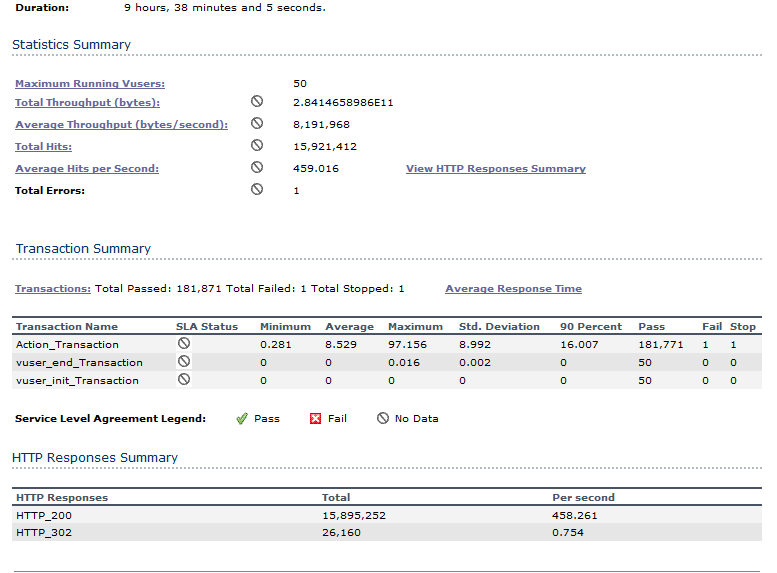 Duration: 9 hours, 38 minutes and 5 seconds.
Statistics Summary
Maximum Running Vusers: 50
Total Throughput (bytes): 2.8414658986E11
Average Throughput (bytes/second): 8,191,968
Total Hits: 15,921,412
Average Hits per Second: 459.016 View HTTP Responses Summary
Total Errors: 1
Transaction Summary
Transactions: Total Passed: 181,871 Total Failed: 1 Total Stopped: 1 Average Response Time
Transaction Name SLA Status Minimum Average Maximum Std. Deviation 90 Percent Pass Fail Stop
Action_Transaction 0.281 8.529 97.156 8.992 16.007 181,771 1 1
vuser_end_Transaction 0 0 0.016 0.002 0 50 0 0
vuser_init_Transaction 0 0 0 0 0 50 0 0
Service Level Agreement Legend: Pass Fail No Data
HTTP Responses Summary
HTTP Responses Total Per second
HTTP_200 15,895,252 458.261
HTTP_302 26,160 0.754